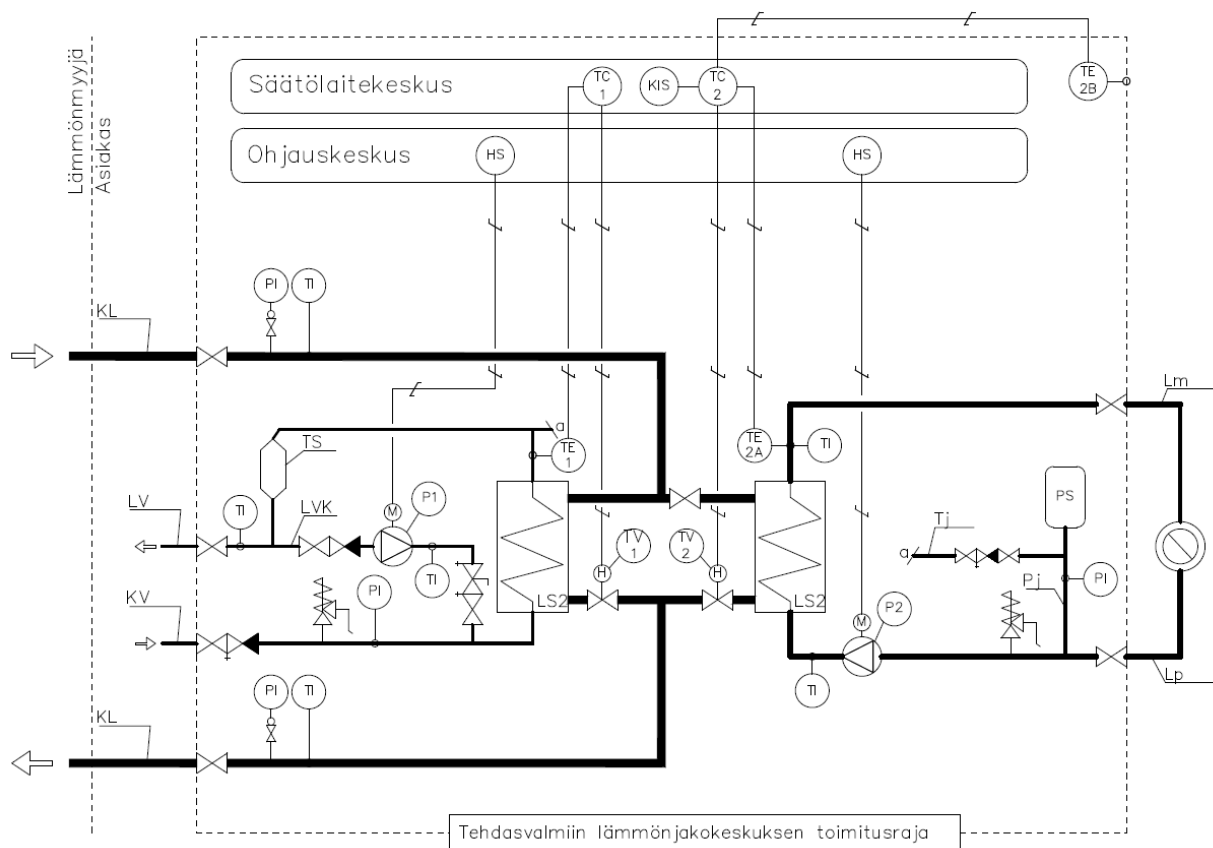 Lämmönmyyjä
Asiakas
Säätölaitekeskus
TC
1
KIS
TC
2
TE
2B
Ohjauskeskus
HS
HS
PI
TI
KL
Lm
TS
a
TE
1
TE
2A
TI
LV
TI
LVK
M
P1
TI
TV
1
TV
2
H
H
PS
a
Tj
KV
PI
LS2
LS2
M
P2
Pj
PI
TI
Lp
KL
PI
TI
Tehdasvalmiin lämmönjakokeskuksen toimitusraja